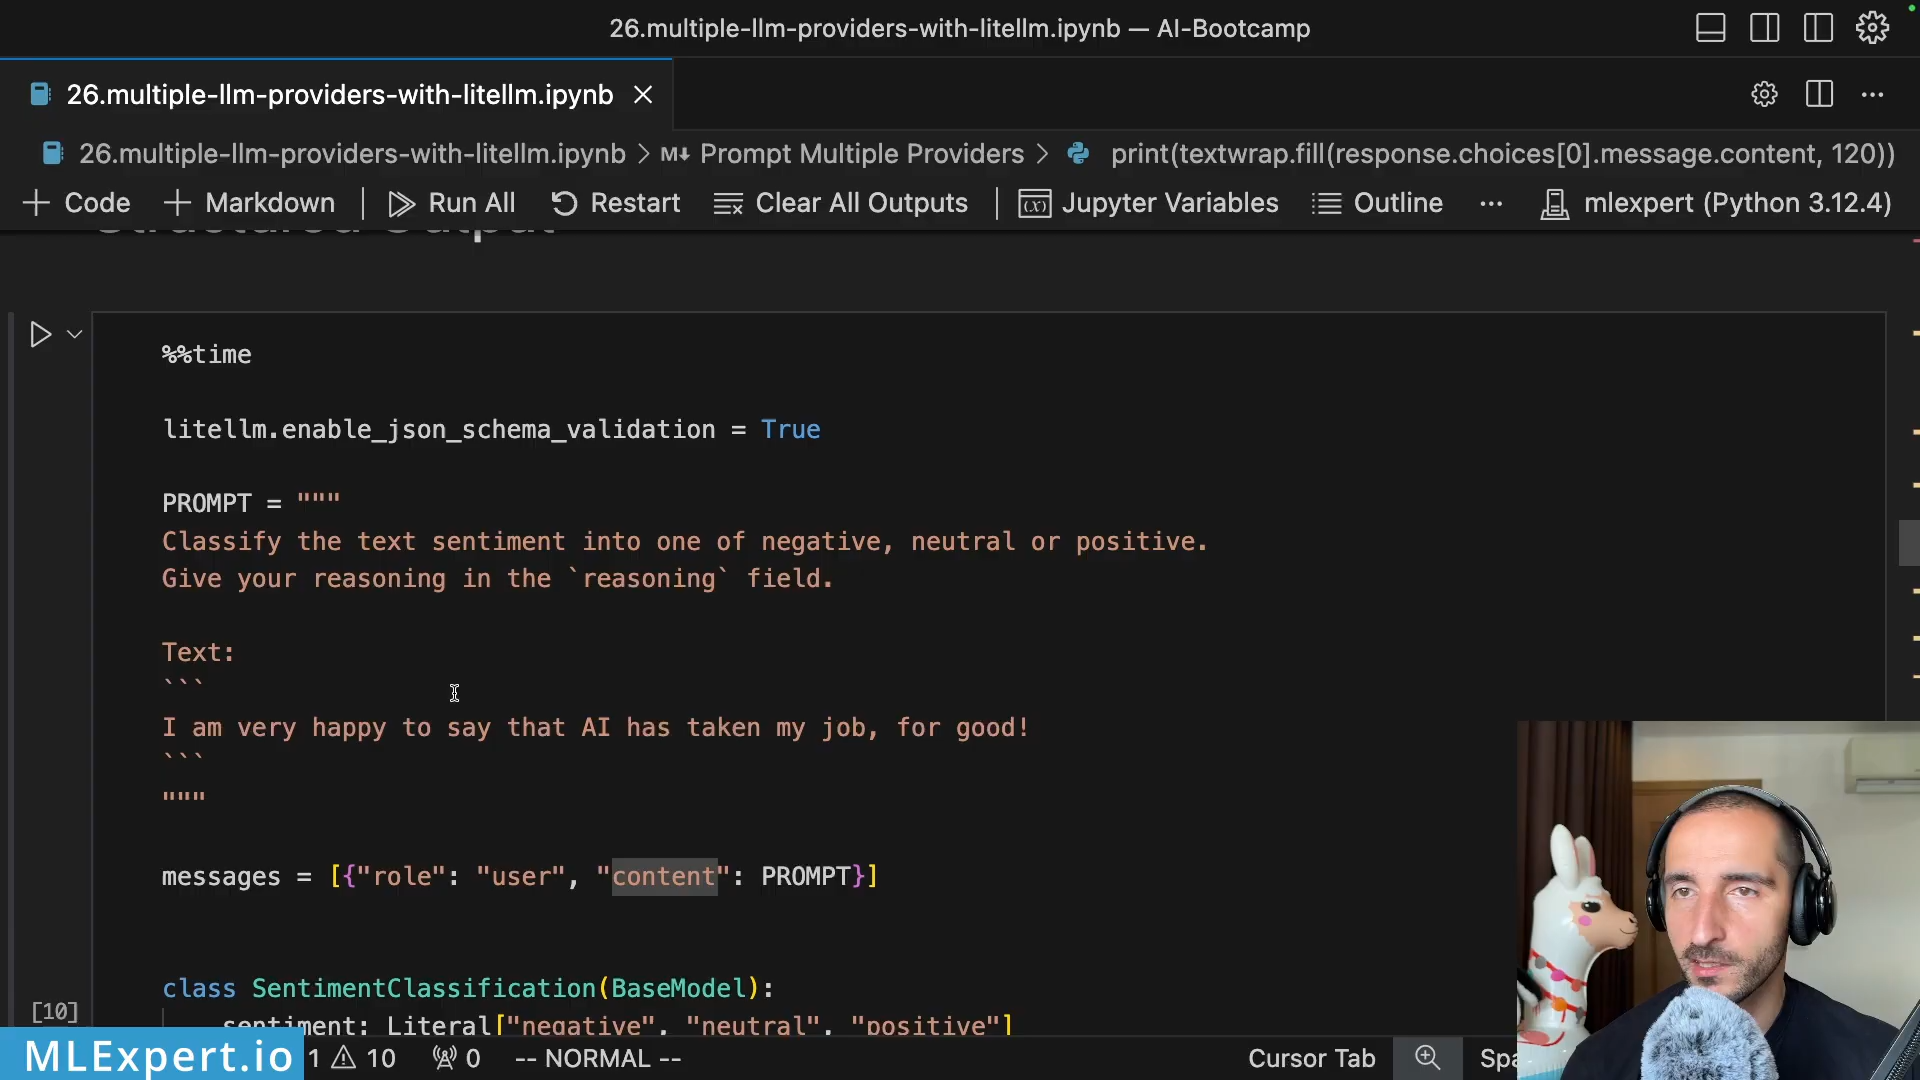 26.multiple-llm-providers-with-litellm.ipynb — AI-Bootcamp
26.multiple-llm-providers-with-litellm.ipynb
26.multiple-llm-providers-with-litellm.ipynb > M↓ Prompt Multiple Providers > print(textwrap.fill(response.choices[0].message.content, 120))
+ Code + Markdown | Run All Restart Clear All Outputs | Jupyter Variables Outline ··· mlexpert (Python 3.12.4)
Structured Output
%%time
litellm.enable_json_schema_validation = True
PROMPT = """
Classify the text sentiment into one of negative, neutral or positive.
Give your reasoning in the `reasoning` field.
Text:
```
I am very happy to say that AI has taken my job, for good!
```
"""
messages = [{"role": "user", "content": PROMPT}]
class SentimentClassification(BaseModel):
[10]
sentiment: Literal["negative", "neutral", "positive"]
MLExpert.io 1 10 0 -- NORMAL -- Cursor Tab